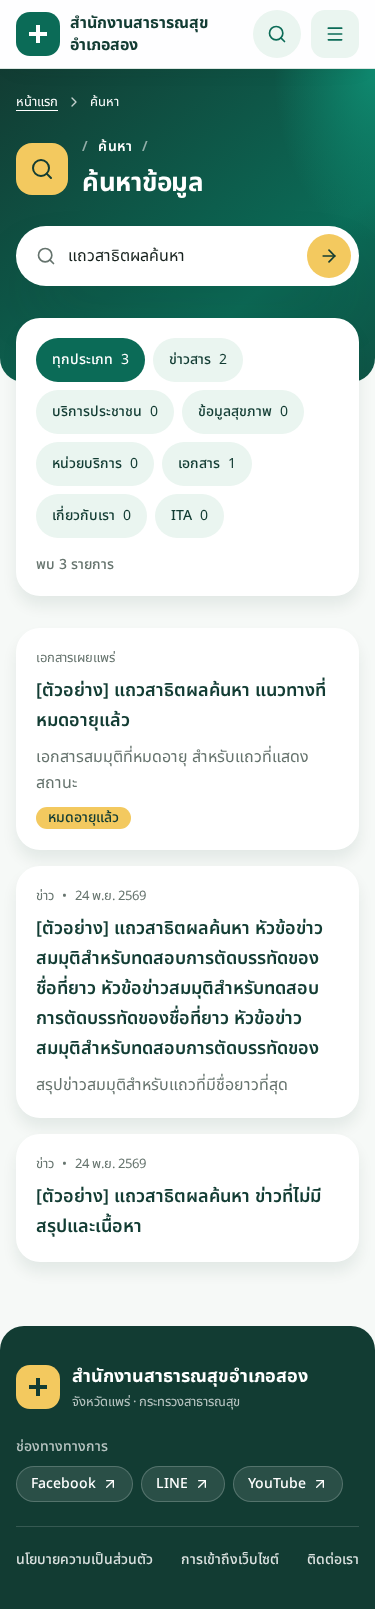 สำนักงานสาธารณสุข
อำเภอสอง
หน้าแรก > ค้นหา
/ ค้นหา /
ค้นหาข้อมูล
แถวสาธิตผลค้นหา
ทุกประเภท 3 ข่าวสาร 2
บริการประชาชน 0 ข้อมูลสุขภาพ 0
หน่วยบริการ 0 เอกสาร 1
เกี่ยวกับเรา 0 ITA 0
พบ 3 รายการ
เอกสารเผยแพร่
[ตัวอย่าง] แถวสาธิตผลค้นหา แนวทางที่
หมดอายุแล้ว
เอกสารสมมุติที่หมดอายุ สำหรับแถวที่แสดง
สถานะ
หมดอายุแล้ว
ข่าว • 24 พ.ย. 2569
[ตัวอย่าง] แถวสาธิตผลค้นหา หัวข้อข่าว
สมมุติสำหรับทดสอบการตัดบรรทัดของ
ชื่อที่ยาว หัวข้อข่าวสมมุติสำหรับทดสอบ
การตัดบรรทัดของชื่อที่ยาว หัวข้อข่าว
สมมุติสำหรับทดสอบการตัดบรรทัดของ
สรุปข่าวสมมุติสำหรับแถวที่มีชื่อยาวที่สุด
ข่าว • 24 พ.ย. 2569
[ตัวอย่าง] แถวสาธิตผลค้นหา ข่าวที่ไม่มี
สรุปและเนื้อหา
สำนักงานสาธารณสุขอำเภอสอง
จังหวัดแพร่ · กระทรวงสาธารณสุข
ช่องทางทางการ
Facebook LINE YouTube
นโยบายความเป็นส่วนตัว การเข้าถึงเว็บไซต์ ติดต่อเรา